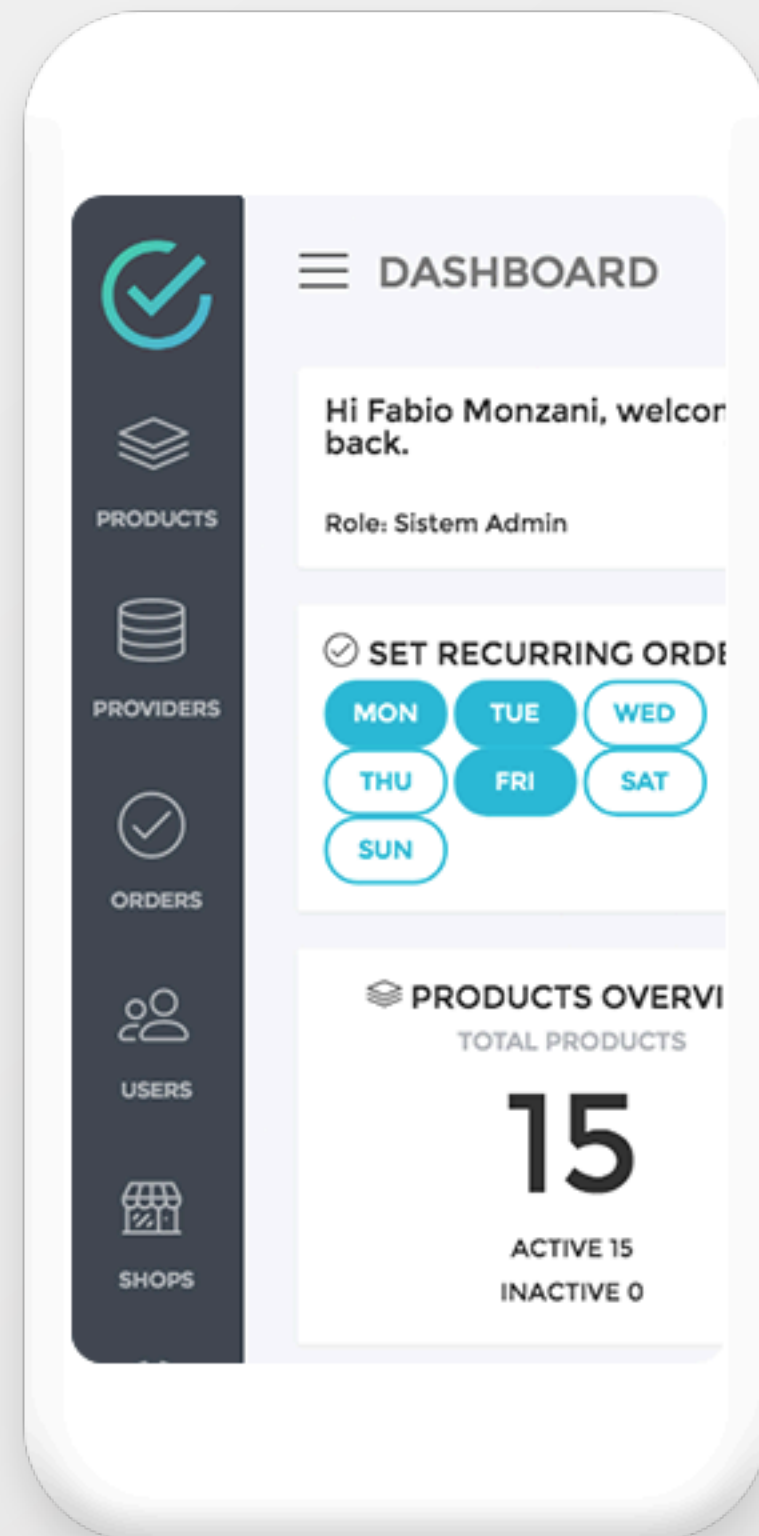 DASHBOARD
Hi Fabio Monzani, welcom
back.
Role: Sistem Admin
SET RECURRING ORDE
MON TUE WED
THU FRI SAT
SUN
PRODUCTS OVERVI
TOTAL PRODUCTS
15
ACTIVE 15
INACTIVE 0
PRODUCTS
PROVIDERS
ORDERS
USERS
SHOPS